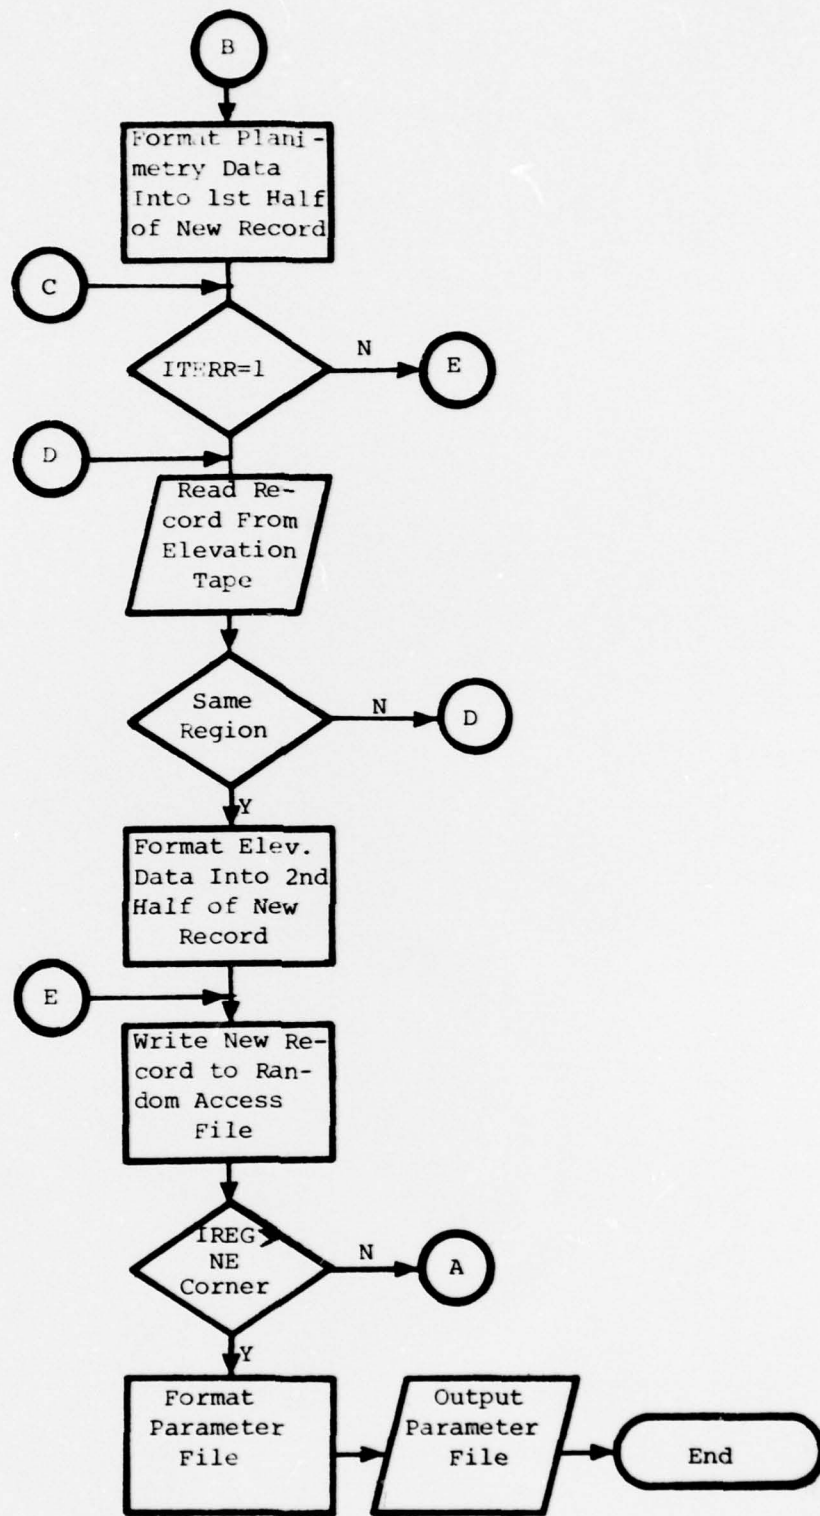 B
Format Plani-
metry Data
Into 1st Half
of New Record
C
ITERR=1
N
E
D
Read Re-
cord From
Elevation
Tape
Same
Region
N
D
Y
Format Elev.
Data Into 2nd
Half of New
Record
E
Write New Re-
cord to Ran-
dom Access
File
IREG>
NE
Corner
N
A
Y
Format
Parameter
File
Output
Parameter
File
End